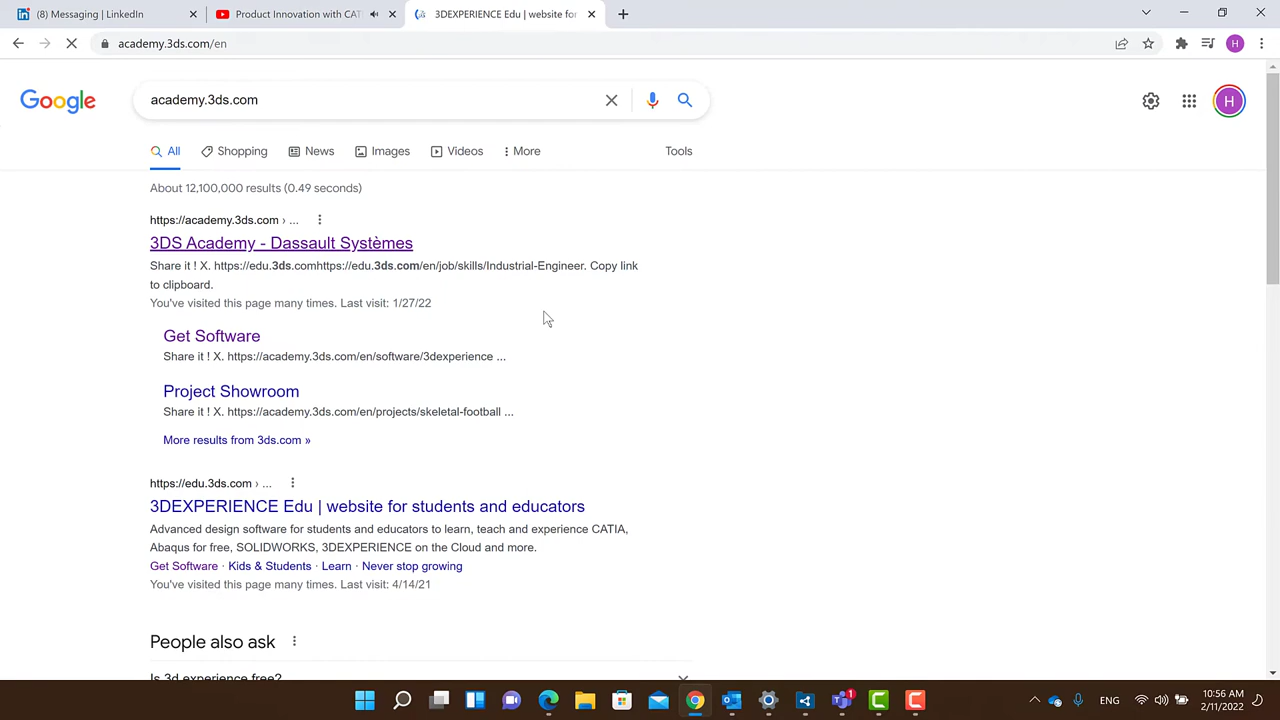 (8) Messaging | LinkedIn
Product Innovation with CATI
3DEXPERIENCE Edu | website for
academy.3ds.com/en
H
Google
academy.3ds.com
H
All
Shopping
News
Images
Videos
More
Tools
About 12,100,000 results (0.49 seconds)
https://academy.3ds.com › ...
3DS Academy - Dassault Systèmes
Share it ! X. https://edu.3ds.comhttps://edu.3ds.com/en/job/skills/Industrial-Engineer. Copy link
to clipboard.
You've visited this page many times. Last visit: 1/27/22
Get Software
Share it ! X. https://academy.3ds.com/en/software/3dexperience ...
Project Showroom
Share it ! X. https://academy.3ds.com/en/projects/skeletal-football ...
More results from 3ds.com »
https://edu.3ds.com › ...
3DEXPERIENCE Edu | website for students and educators
Advanced design software for students and educators to learn, teach and experience CATIA,
Abaqus for free, SOLIDWORKS, 3DEXPERIENCE on the Cloud and more.
Get Software · Kids & Students · Learn · Never stop growing
You've visited this page many times. Last visit: 4/14/21
People also ask
Is 3d experience free?
1
ENG
10:56 AM
2/11/2022